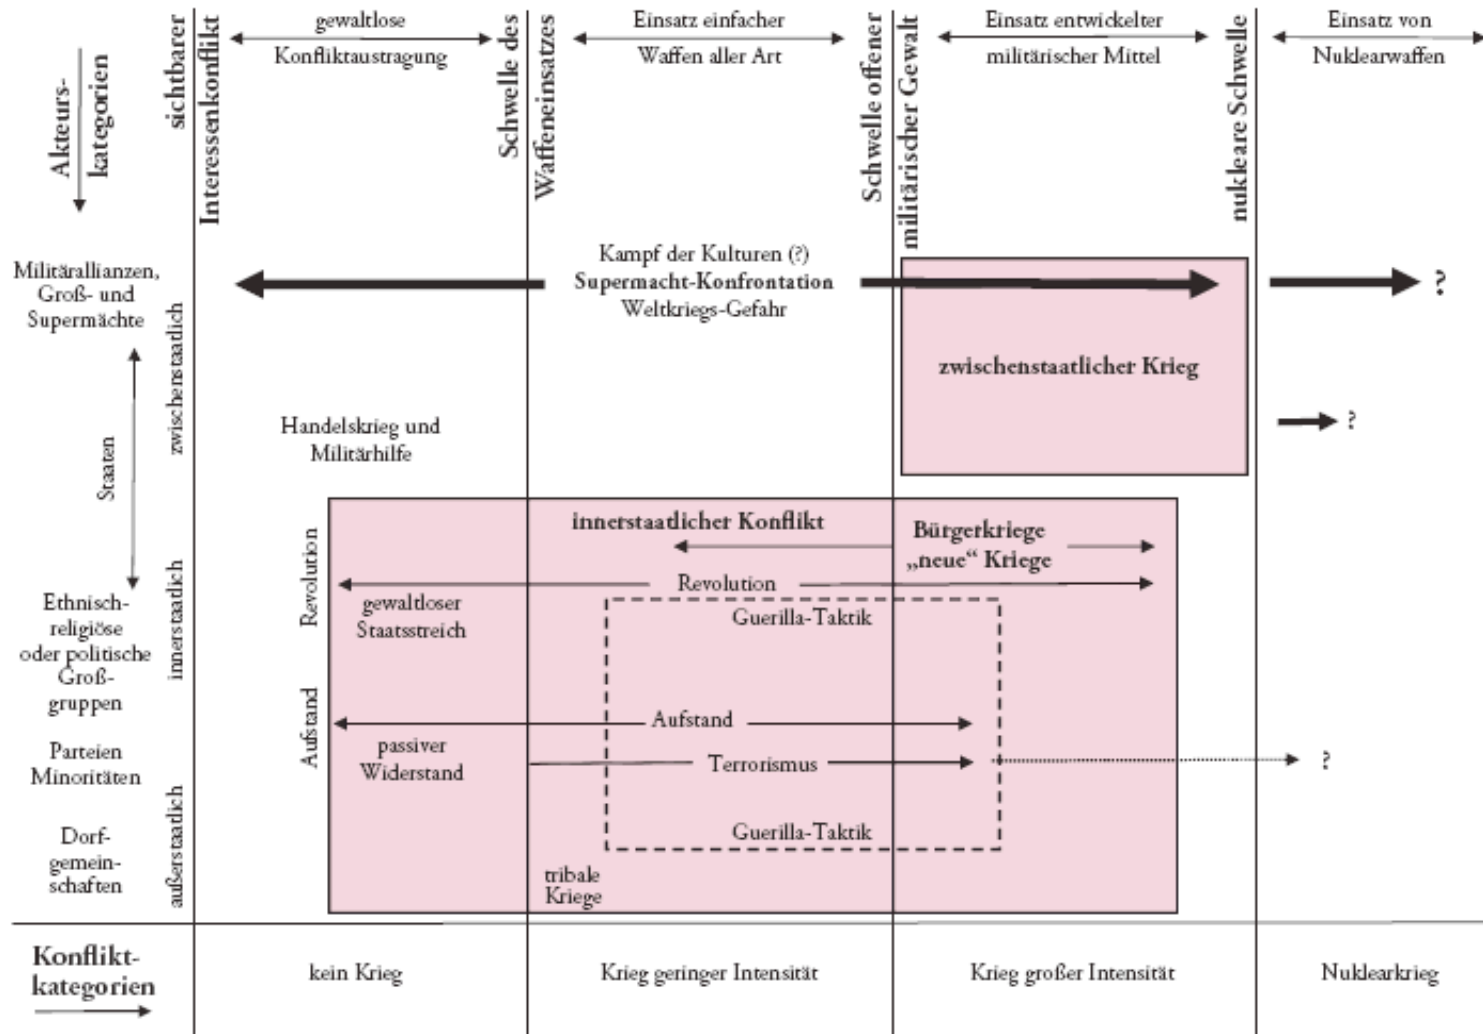 Akteurs-
kategorien
sichtbarer
Interessenkonflikt
gewaltlose
Konfliktaustragung
Schwelle des
Waffeneinsatzes
Einsatz einfacher
Waffen aller Art
Schwelle offener
militärischer Gewalt
Einsatz entwickelter
militärischer Mittel
nukleare Schwelle
Einsatz von
Nuklearwaffen
Militärallianzen,
Groß- und
Supermächte
Staaten
Ethnisch-
religiöse
oder politische
Groß-
gruppen
Parteien
Minoritäten
Dorf-
gemein-
schaften
zwischenstaatlich
innerstaatlich
außerstaatlich
Kampf der Kulturen (?)
Supermacht-Konfrontation
Weltkriegs-Gefahr
?
zwischenstaatlicher Krieg
?
Handelskrieg und
Militärhilfe
innerstaatlicher Konflikt
Bürgerkriege
„neue“ Kriege
Revolution
Revolution
gewaltloser
Staatsstreich
Guerilla-Taktik
Aufstand
Aufstand
passiver
Widerstand
Terrorismus
?
Guerilla-Taktik
tribale
Kriege
Konflikt-
kategorien
kein Krieg
Krieg geringer Intensität
Krieg großer Intensität
Nuklearkrieg